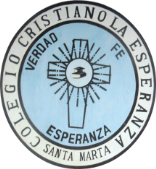 COLEGIO CRISTIANO LA ESPERANZA
VERDAD
FE
ESPERANZA
SANTA MARTA